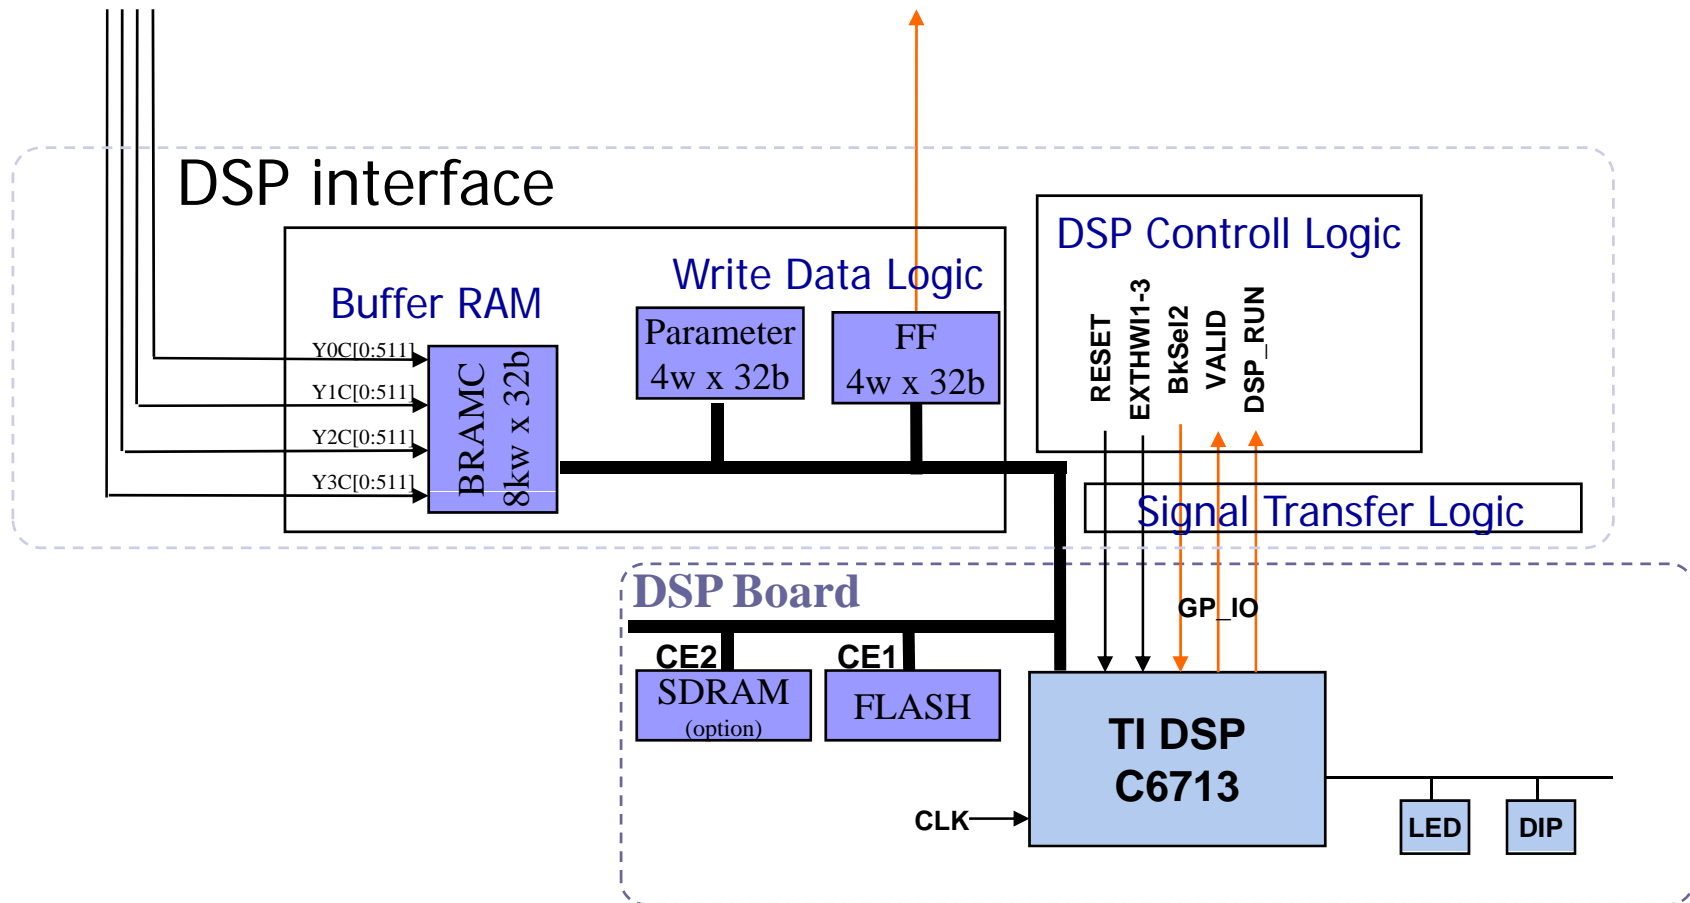 DSP interface
DSP Controll Logic
Write Data Logic
Buffer RAM
Parameter
4w x 32b
FF
4w x 32b
RESET
EXTHWI1-3
BkSel2
VALID
DSP_RUN
Y0C[0:511]
Y1C[0:511]
Y2C[0:511]
Y3C[0:511]
BRAMC
8kw x 32b
Signal Transfer Logic
DSP Board
GP_IO
CE2
CE1
SDRAM
(option)
FLASH
TI DSP
C6713
CLK
LED
DIP